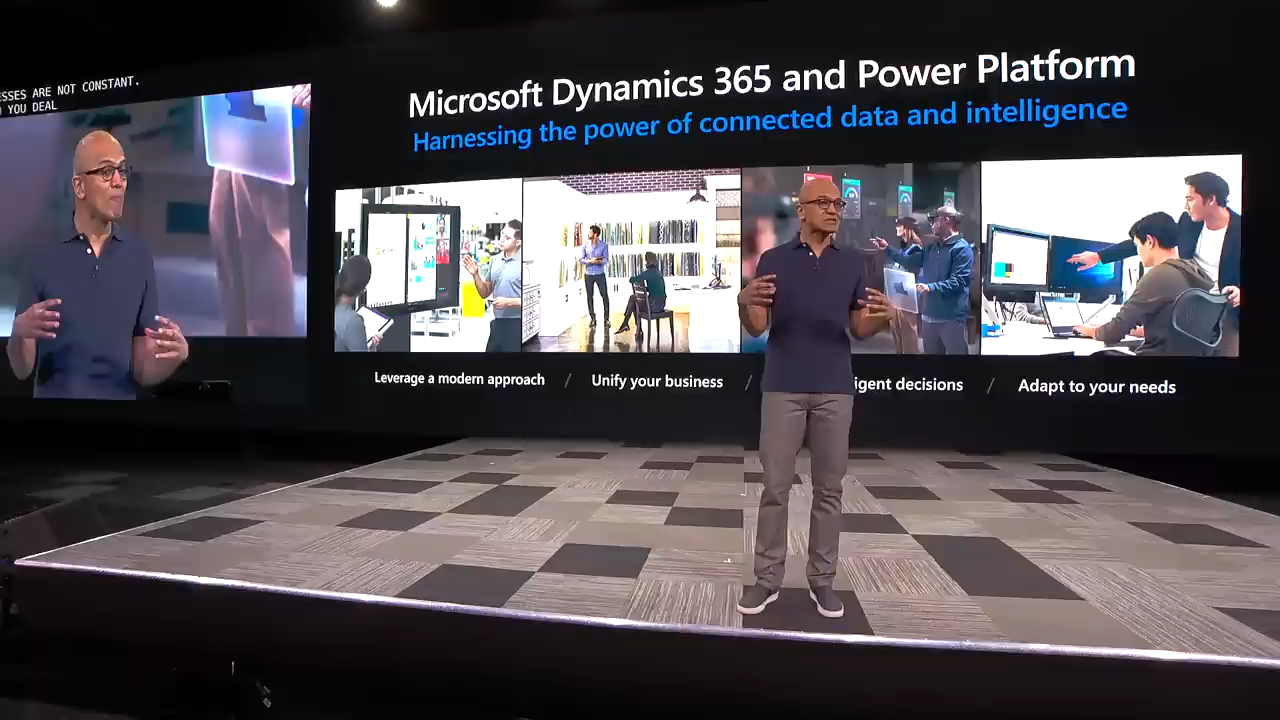 ESSES ARE NOT CONSTANT.
YOU DEAL
Microsoft Dynamics 365 and Power Platform
Harnessing the power of connected data and intelligence
Leverage a modern approach / Unify your business / igent decisions / Adapt to your needs